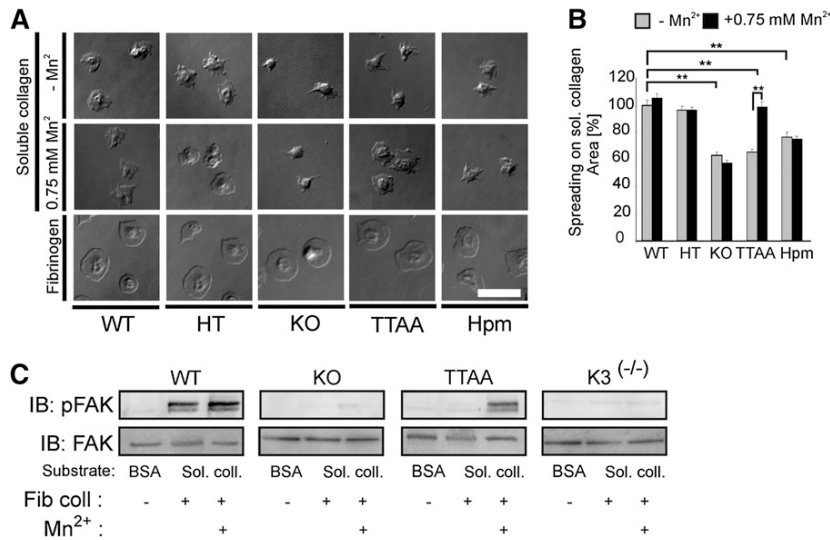 A
Soluble collagen
- Mn²
0.75 mM Mn²
Fibrinogen
WT HT KO TTAA Hpm
B
- Mn²⁺ +0.75 mM Mn²⁺
** 
**
**
**
Spreading on sol. collagen
Area [%]
120
100
80
60
40
20
0
WT HT KO TTAA Hpm
C
WT KO TTAA K3 (-/-)
IB: pFAK
IB: FAK
Substrate: BSA Sol. coll. BSA Sol. coll. BSA Sol. coll. BSA Sol. coll.
Fib coll : - + + - + + - + + - + +
Mn²⁺ : + + + +